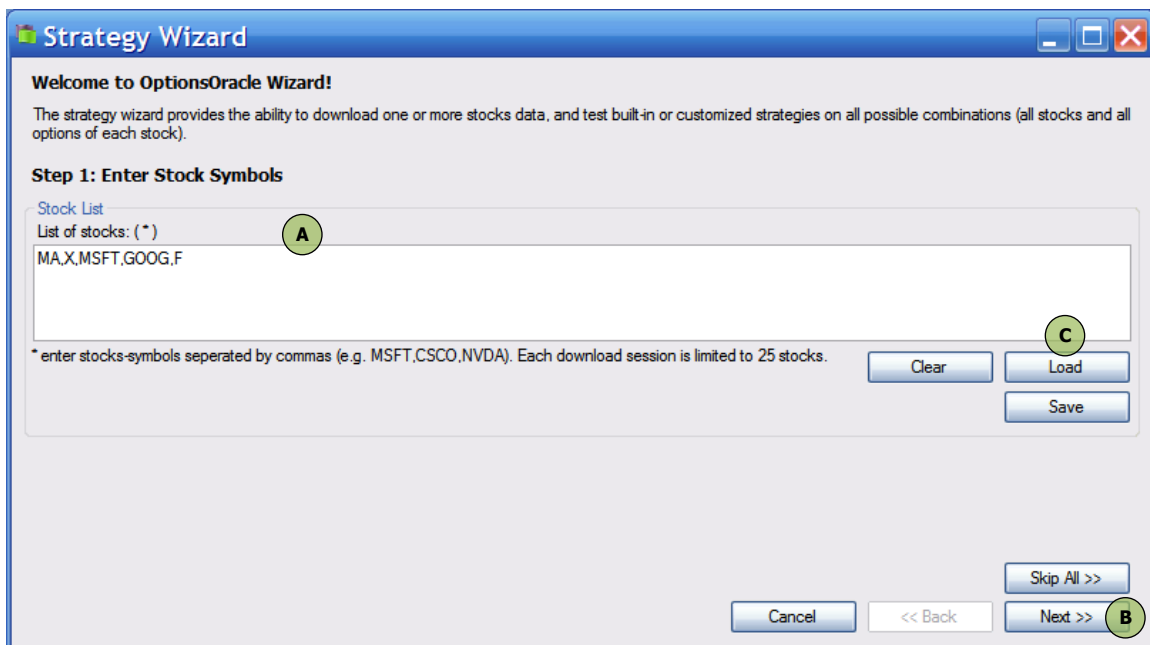 Strategy Wizard
Welcome to OptionsOracle Wizard!
The strategy wizard provides the ability to download one or more stocks data, and test built-in or customized strategies on all possible combinations (all stocks and all
options of each stock).
Step 1: Enter Stock Symbols
Stock List
List of stocks: (*)
A
MA,X,MSFT,GOOG,F
* enter stocks-symbols seperated by commas (e.g. MSFT,CSCO,NVDA). Each download session is limited to 25 stocks.
C
Clear
Load
Save
Skip All >>
Cancel
<< Back
Next >>
B